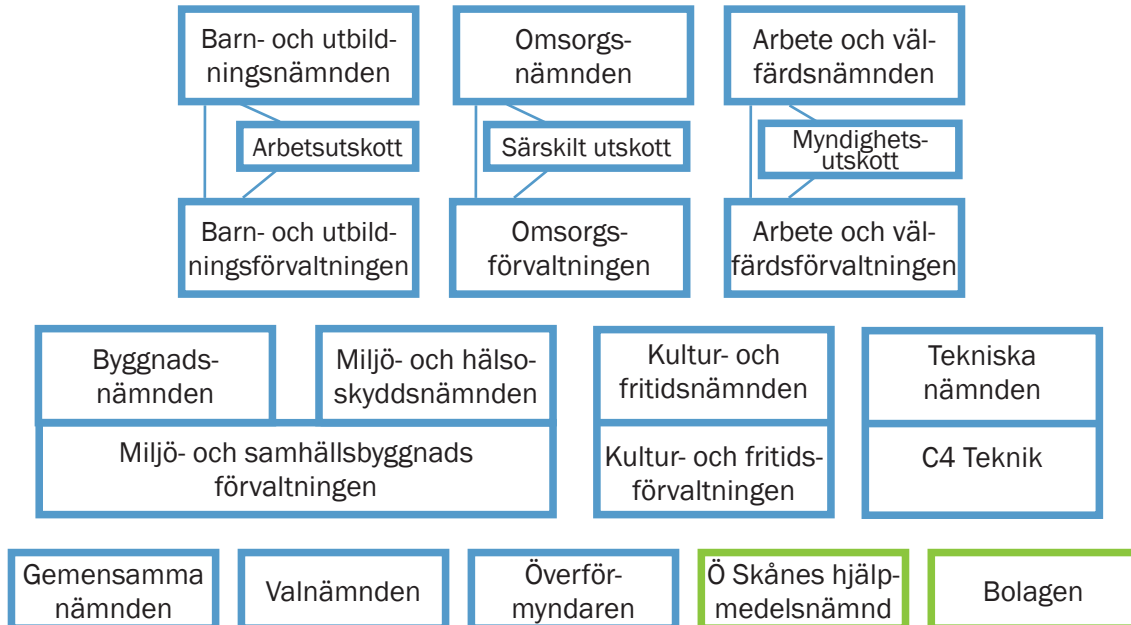 Barn- och utbild-
ningsnämnden
Omsorgs-
nämnden
Arbete och väl-
färdsnämnden
Arbetsutskott
Särskilt utskott
Myndighets-
utskott
Barn- och utbild-
ningsförvaltningen
Omsorgs-
förvaltningen
Arbete och väl-
färdsförvaltningen
Byggnads-
nämnden
Miljö- och hälso-
skyddsnämnden
Kultur- och
fritidsnämnden
Tekniska
nämnden
Miljö- och samhällsbyggnads
förvaltningen
Kultur- och fritids-
förvaltningen
C4 Teknik
Gemensamma
nämnden
Valnämnden
Överför-
myndaren
Ö Skånes hjälp-
medelsnämnd
Bolagen